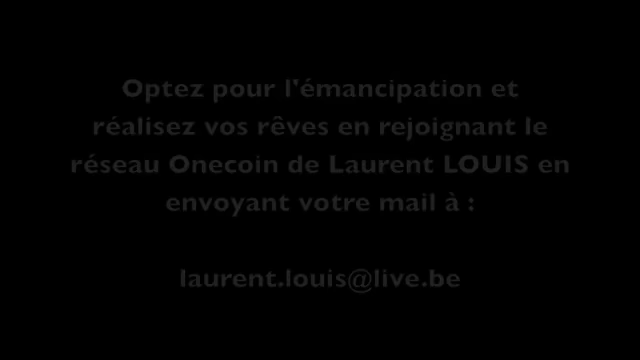 Optez pour l'émancipation et
réalisez vos rêves en rejoignant le
réseau Onecoin de Laurent LOUIS en
envoyant votre mail à :
laurent.louis@live.be